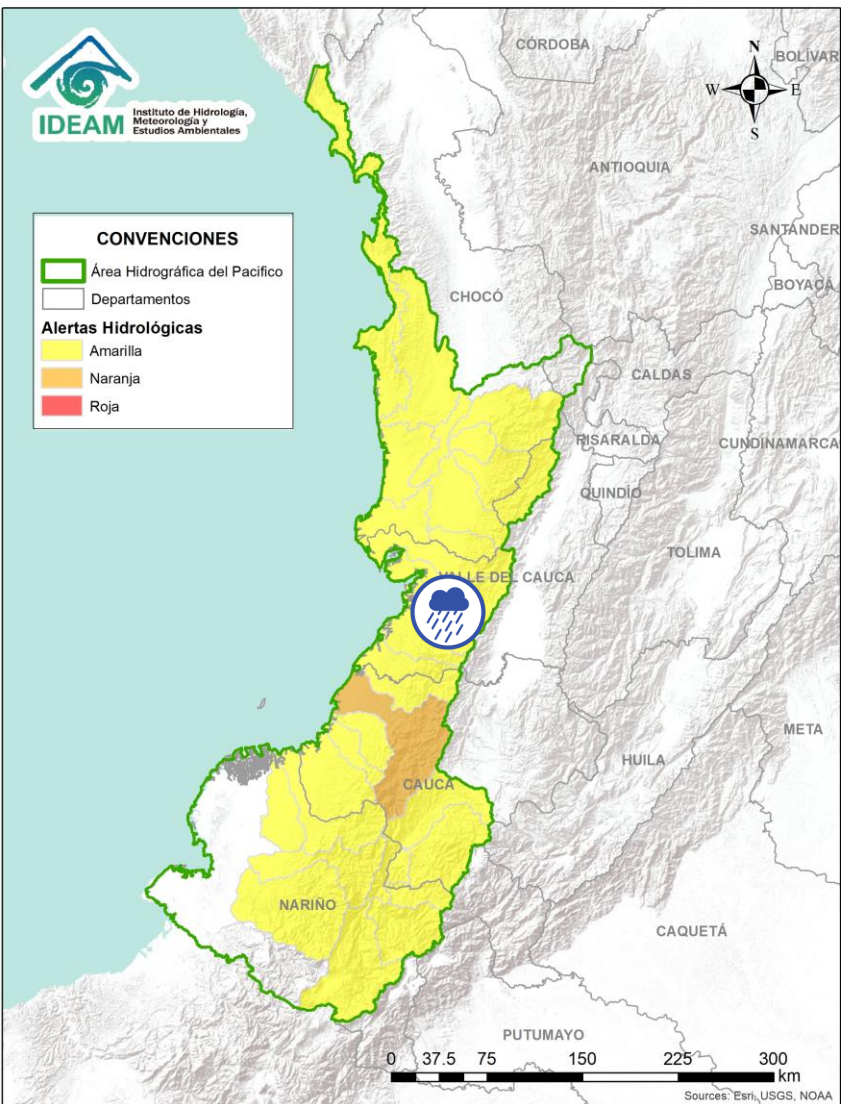 IDEAM
Instituto de Hidrología,
Meteorología y
Estudios Ambientales
CÓRDOBA
N
BOLÍVAR
W
E
S
ANTIOQUIA
SANTANDER
CONVENCIONES
Área Hidrográfica del Pacifico
Departamentos
Alertas Hidrológicas
Amarilla
Naranja
Roja
BOYACÁ
CHOCÓ
CALDAS
RISARALDA
CUNDINAMARCA
QUINDÍO
TOLIMA
VALLE DEL CAUCA
META
HUILA
CAUCA
NARIÑO
CAQUETÁ
PUTUMAYO
0 37.5 75 150 225 300
km
Sources: Esri, USGS, NOAA